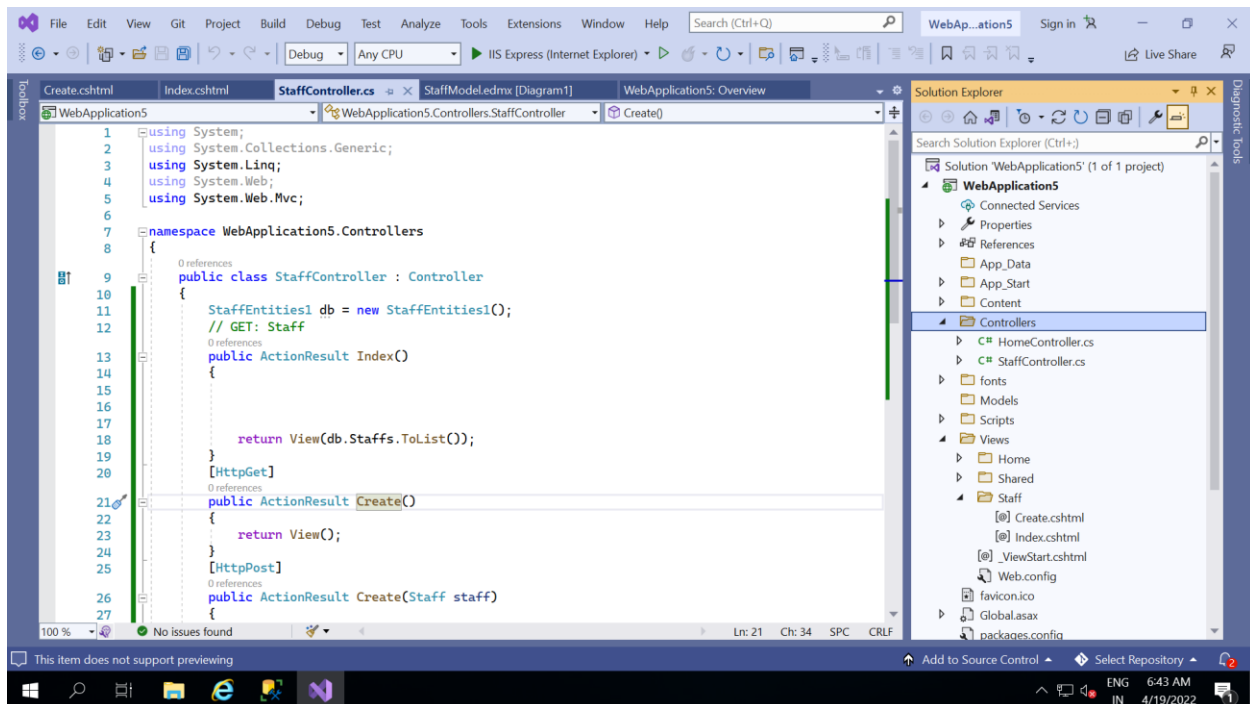 File Edit View Git Project Build Debug Test Analyze Tools Extensions Window Help Search (Ctrl+Q) WebAp...ation5 Sign in
Debug Any CPU IIS Express (Internet Explorer) Live Share
Toolbox
Create.cshtml Index.cshtml StaffController.cs StaffModel.edmx [Diagram1] WebApplication5: Overview
WebApplication5 WebApplication5.Controllers.StaffController Create()
1 using System;
2 using System.Collections.Generic;
3 using System.Linq;
4 using System.Web;
5 using System.Web.Mvc;
6
7 namespace WebApplication5.Controllers
8 {
0 references
9 public class StaffController : Controller
10 {
11 StaffEntities1 db = new StaffEntities1();
12 // GET: Staff
0 references
13 public ActionResult Index()
14 {
15
16
17
18 return View(db.Staffs.ToList());
19 }
20 [HttpGet]
0 references
21 public ActionResult Create()
22 {
23 return View();
24 }
25 [HttpPost]
0 references
26 public ActionResult Create(Staff staff)
27 {
100 % No issues found Ln: 21 Ch: 34 SPC CRLF
Solution Explorer
Search Solution Explorer (Ctrl+;)
Solution 'WebApplication5' (1 of 1 project)
WebApplication5
Connected Services
Properties
References
App_Data
App_Start
Content
Controllers
C# HomeController.cs
C# StaffController.cs
fonts
Models
Scripts
Views
Home
Shared
Staff
[@] Create.cshtml
[@] Index.cshtml
[@] _ViewStart.cshtml
Web.config
favicon.ico
Global.asax
packages.config
Diagnostic Tools
This item does not support previewing Add to Source Control Select Repository 2
ENG 6:43 AM
IN 4/19/2022 1